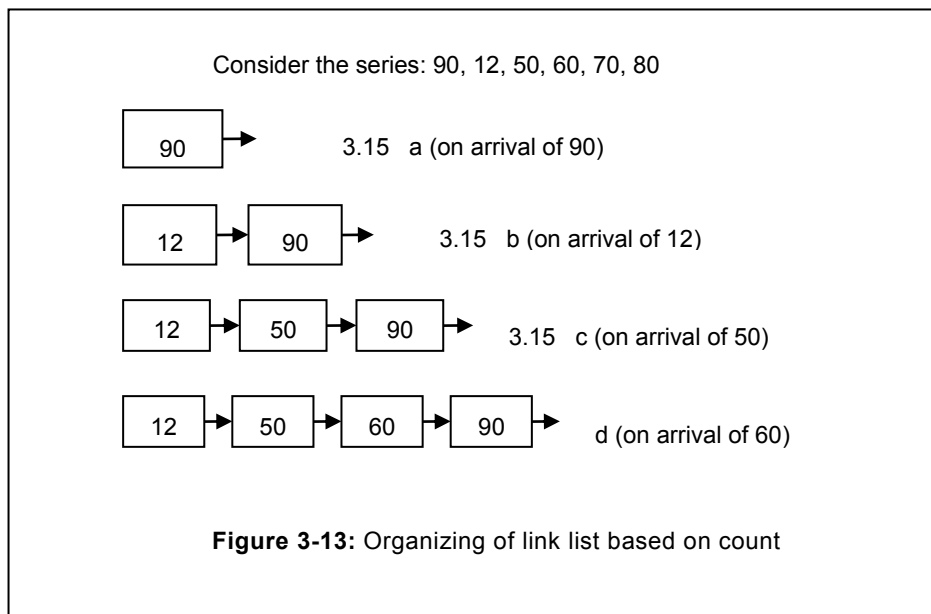 Consider the series: 90, 12, 50, 60, 70, 80
90 3.15 a (on arrival of 90)
12 90 3.15 b (on arrival of 12)
12 50 90 3.15 c (on arrival of 50)
12 50 60 90 d (on arrival of 60)
Figure 3-13: Organizing of link list based on count